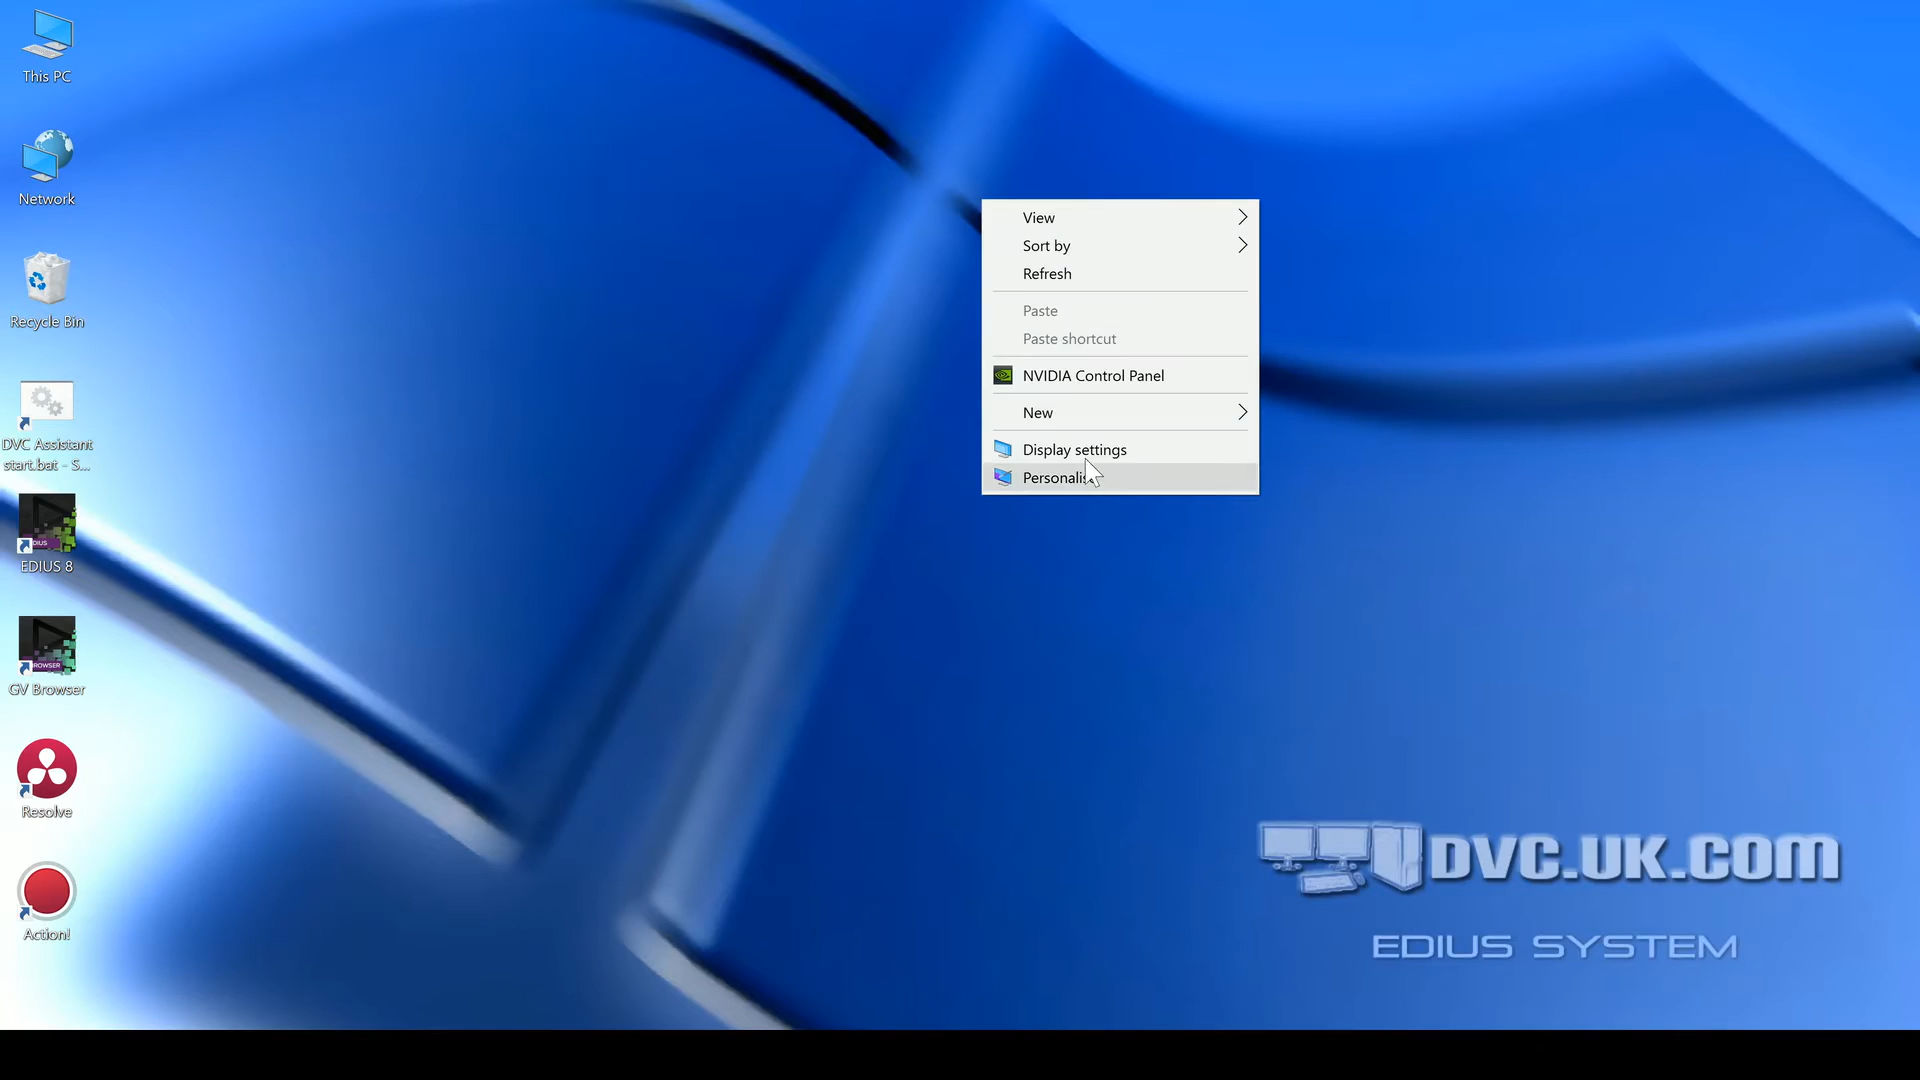 This PC
Network
Recycle Bin
DVC Assistant
start.bat - S...
EDIUS 8
GV Browser
Resolve
Action!
View
Sort by
Refresh
Paste
Paste shortcut
NVIDIA Control Panel
New
Display settings
Personalis
DVC.UK.COM
EDIUS SYSTEM